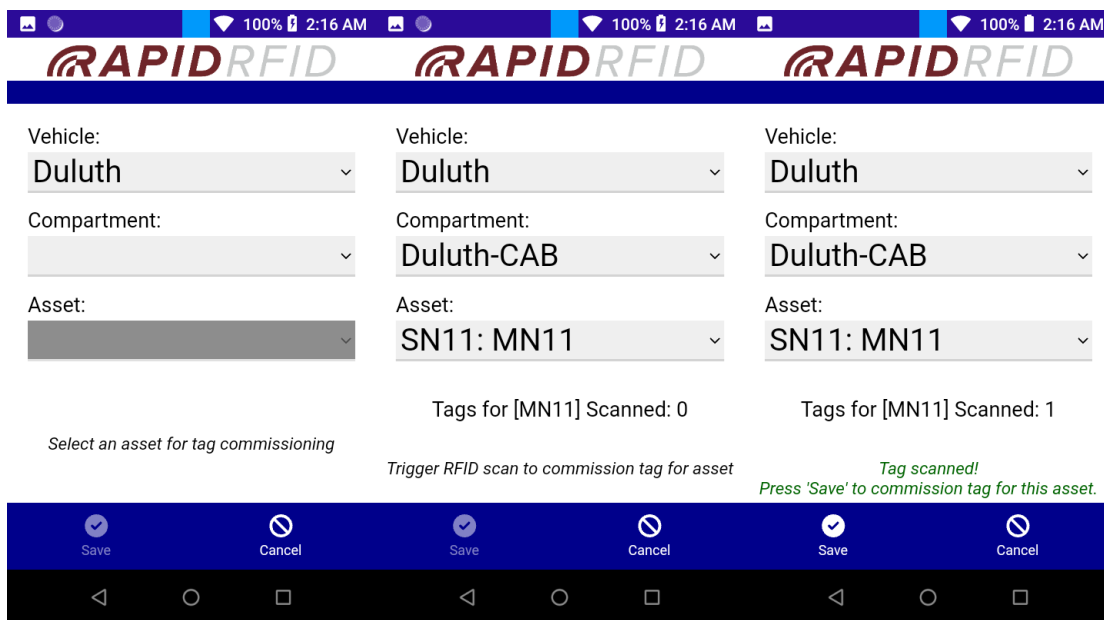 100% 2:16 AM
RAPIDRFID
Vehicle:
Duluth
Compartment:
Asset:
Select an asset for tag commissioning
Save
Cancel
100% 2:16 AM
RAPIDRFID
Vehicle:
Duluth
Compartment:
Duluth-CAB
Asset:
SN11: MN11
Tags for [MN11] Scanned: 0
Trigger RFID scan to commission tag for asset
Save
Cancel
100% 2:16 AM
RAPIDRFID
Vehicle:
Duluth
Compartment:
Duluth-CAB
Asset:
SN11: MN11
Tags for [MN11] Scanned: 1
Tag scanned!
Press 'Save' to commission tag for this asset.
Save
Cancel